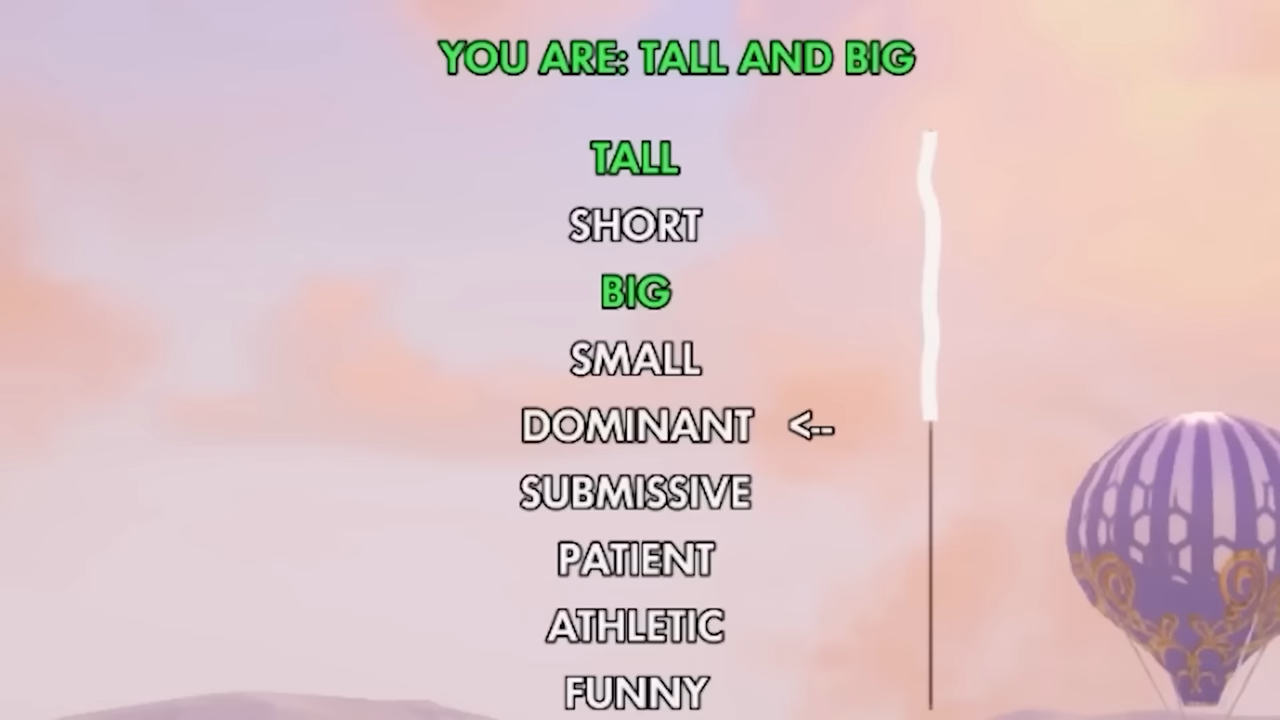 YOU ARE: TALL AND BIG
TALL
SHORT
BIG
SMALL
DOMINANT <--
SUBMISSIVE
PATIENT
ATHLETIC
FUNNY